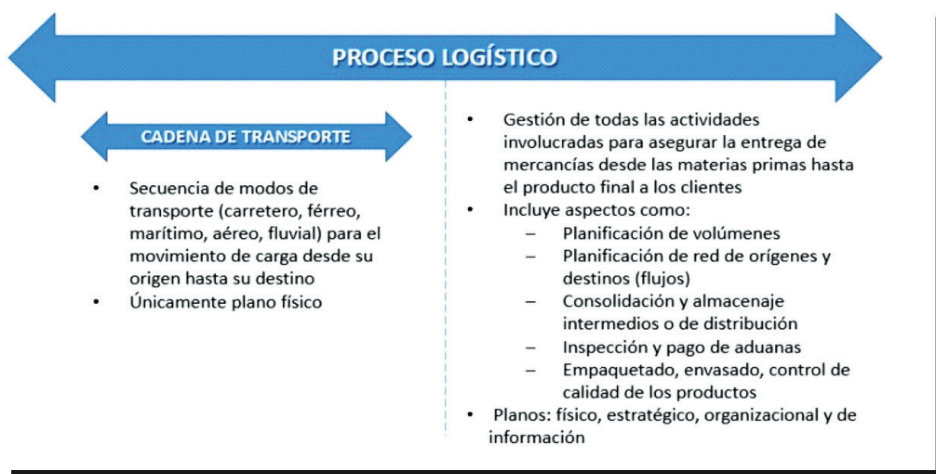 PROCESO LOGÍSTICO
CADENA DE TRANSPORTE
• Secuencia de modos de
transporte (carretero, férreo,
marítimo, aéreo, fluvial) para el
movimiento de carga desde su
origen hasta su destino
• Únicamente plano físico
• Gestión de todas las actividades
involucradas para asegurar la entrega de
mercancías desde las materias primas hasta
el producto final a los clientes
• Incluye aspectos como:
– Planificación de volúmenes
– Planificación de red de orígenes y
destinos (flujos)
– Consolidación y almacenaje
intermedios o de distribución
– Inspección y pago de aduanas
– Empaquetado, envasado, control de
calidad de los productos
• Planos: físico, estratégico, organizacional y de
información